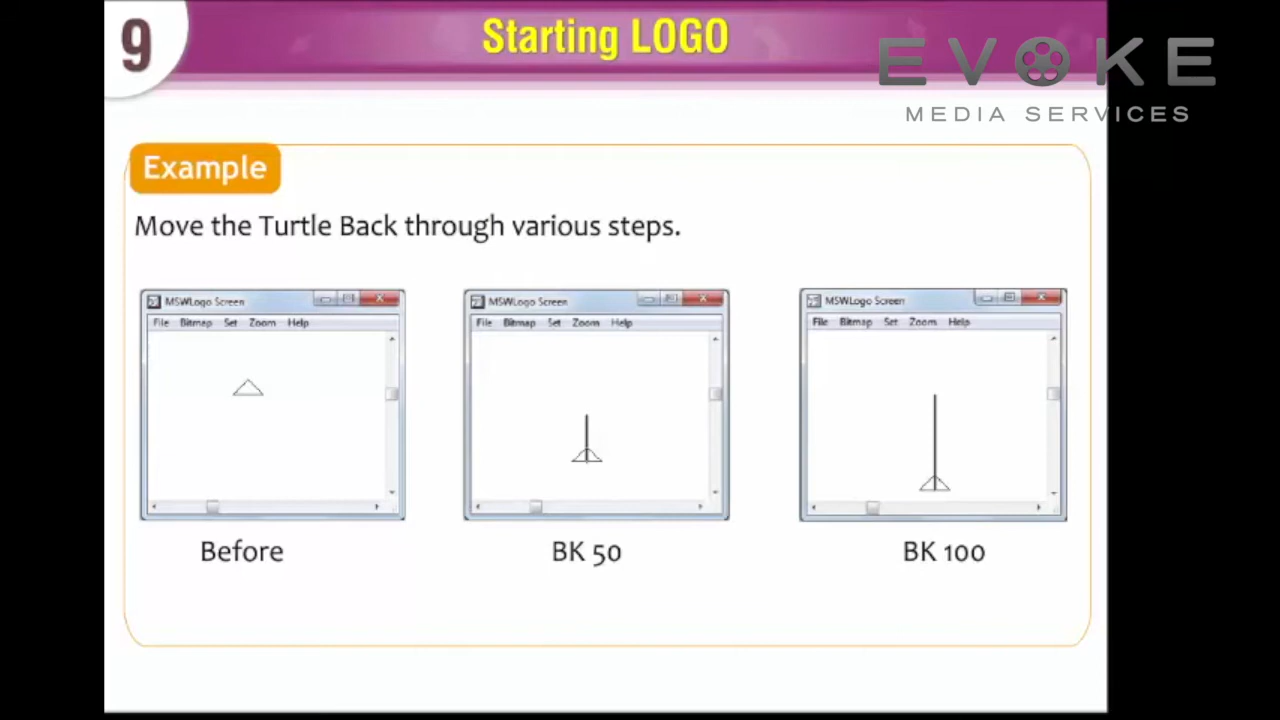 9
Starting LOGO
EVOKE
MEDIA SERVICES
Example
Move the Turtle Back through various steps.
MSWLogo Screen
File Bitmap Set Zoom Help
Before
MSWLogo Screen
File Bitmap Set Zoom Help
BK 50
MSWLogo Screen
File Bitmap Set Zoom Help
BK 100